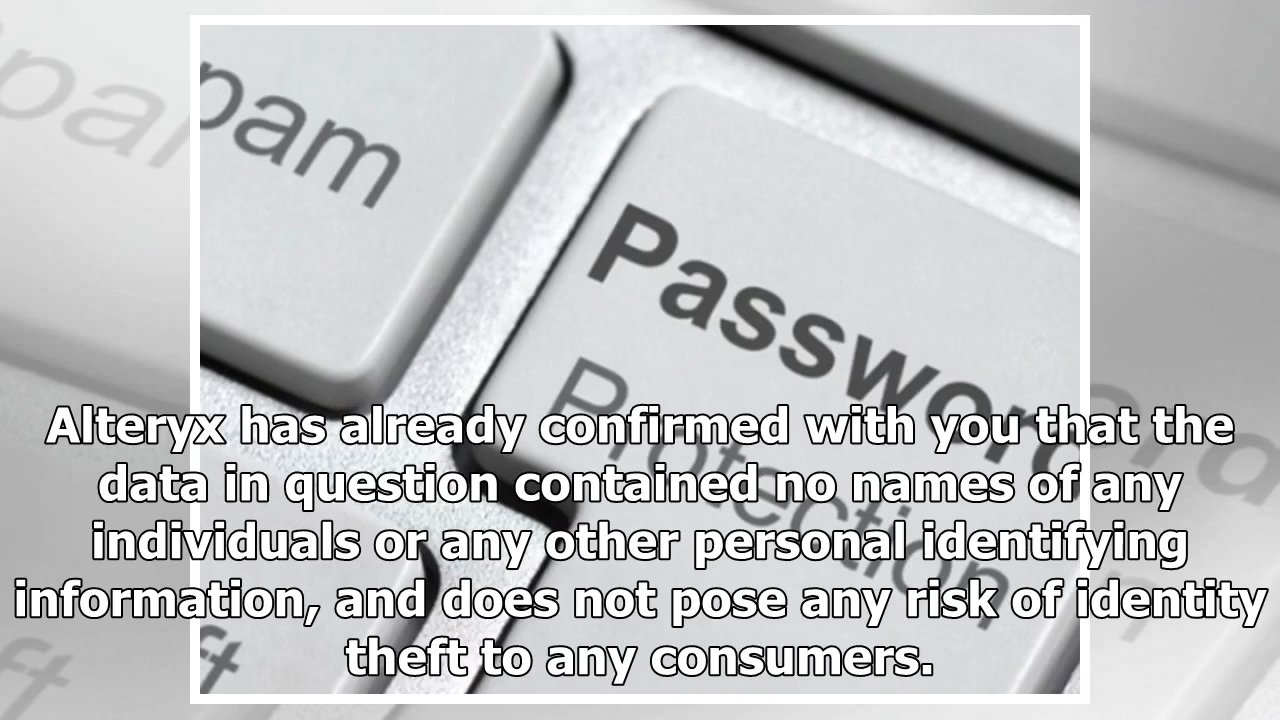 pam
Password
Protection
Alteryx has already confirmed with you that the
data in question contained no names of any
individuals or any other personal identifying
information, and does not pose any risk of identity
theft to any consumers.
ft